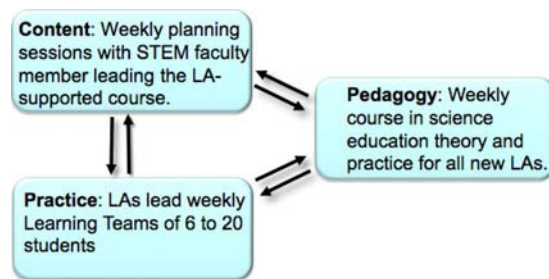 Content: Weekly planning
sessions with STEM faculty
member leading the LA-
supported course.
Pedagogy: Weekly
course in science
education theory and
practice for all new LAs.
Practice: LAs lead weekly
Learning Teams of 6 to 20
students